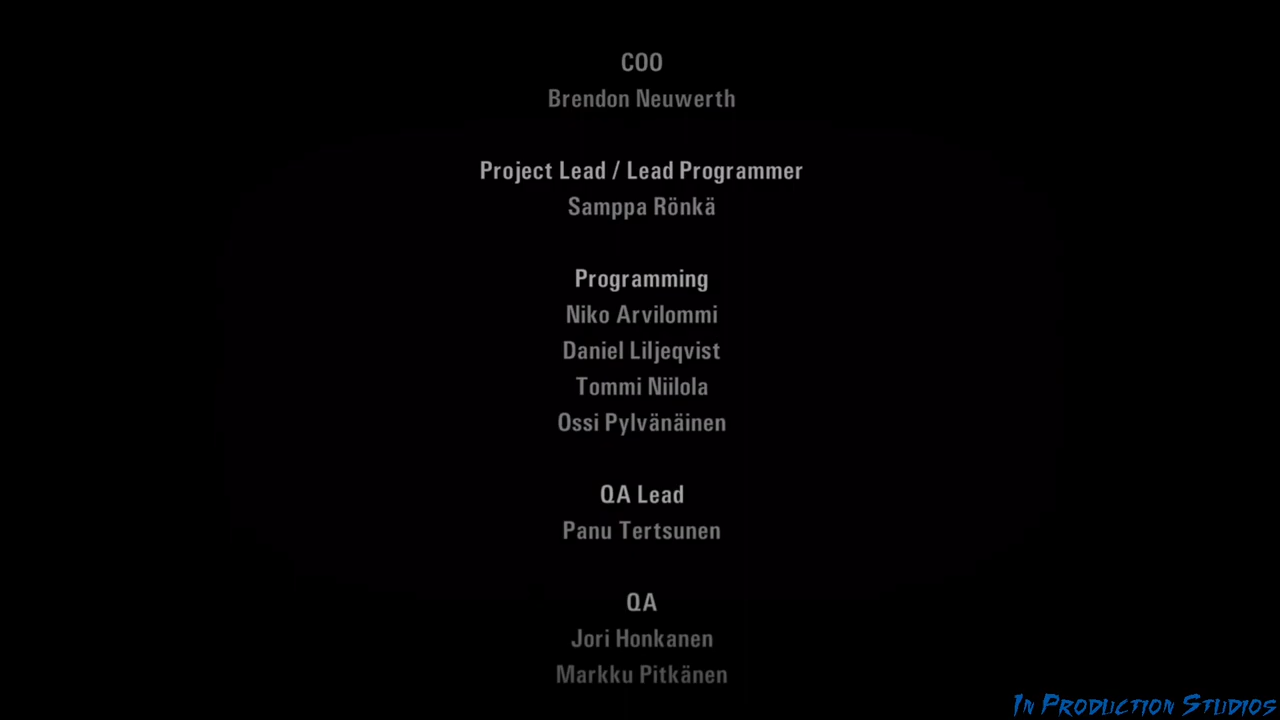 COO
Brendon Neuwerth
Project Lead / Lead Programmer
Samppa Rönkä
Programming
Niko Arvilommi
Daniel Liljeqvist
Tommi Niilola
Ossi Pylvänäinen
QA Lead
Panu Tertsunen
QA
Jori Honkanen
Markku Pitkänen
In Production Studios